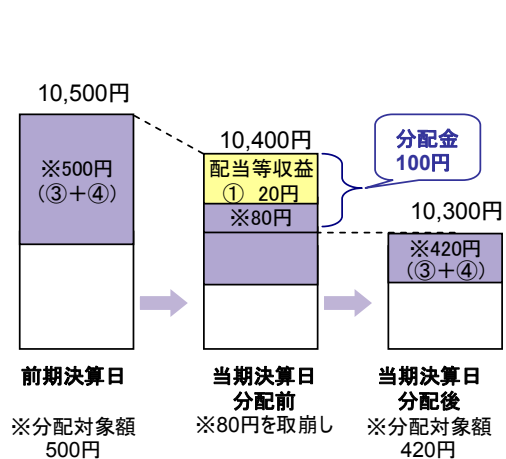 10,500円
※500円
(③+④)
10,400円
配当等収益
① 20円
※80円
分配金
100円
10,300円
※420円
(③+④)
前期決算日
※分配対象額
500円
当期決算日
分配前
※80円を取崩し
当期決算日
分配後
※分配対象額
420円